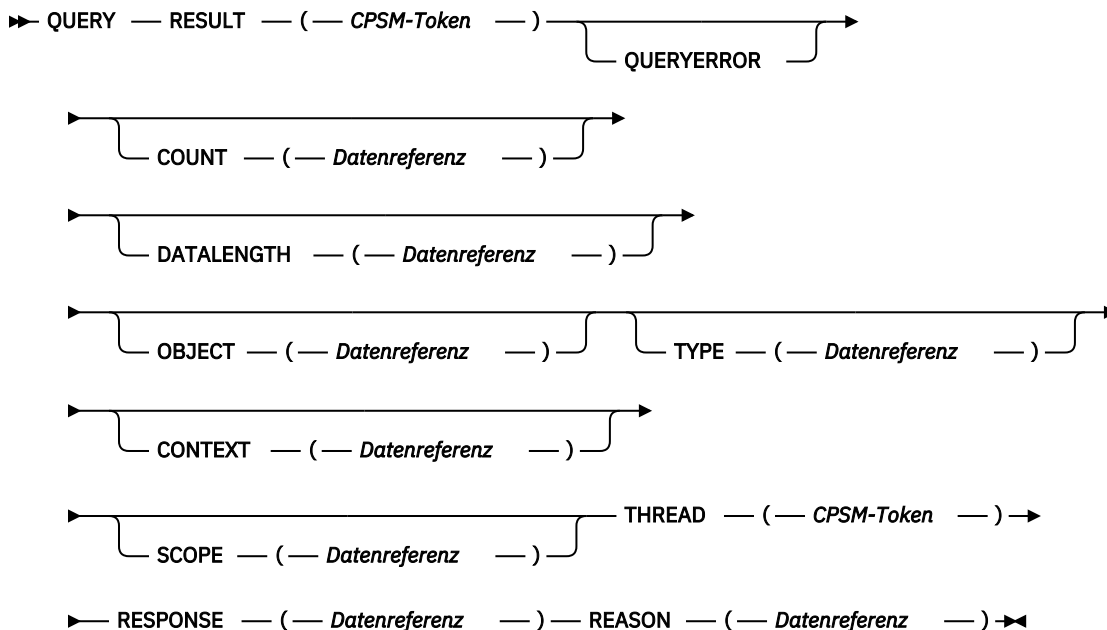 QUERY RESULT ( CPSM-Token )
QUERYERROR
COUNT ( Datenreferenz )
DATALENGTH ( Datenreferenz )
OBJECT ( Datenreferenz ) TYPE ( Datenreferenz )
CONTEXT ( Datenreferenz )
THREAD ( CPSM-Token )
SCOPE ( Datenreferenz )
RESPONSE ( Datenreferenz ) REASON ( Datenreferenz )